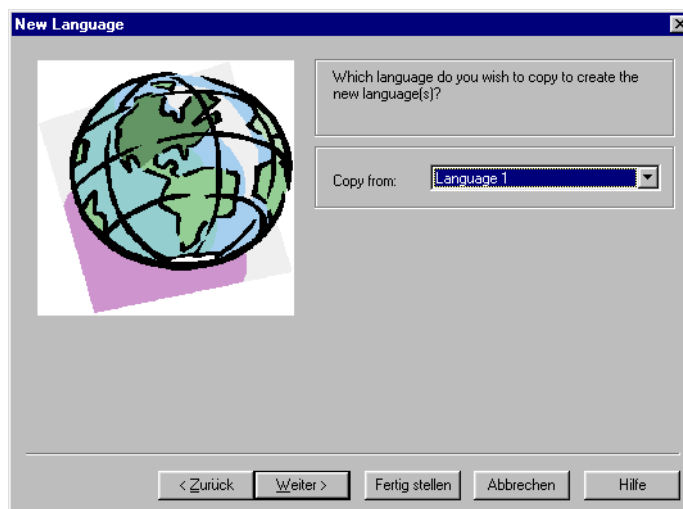 New Language
Which language do you wish to copy to create the
new language(s)?
Copy from: Language 1
< Zurück Weiter > Fertig stellen Abbrechen Hilfe